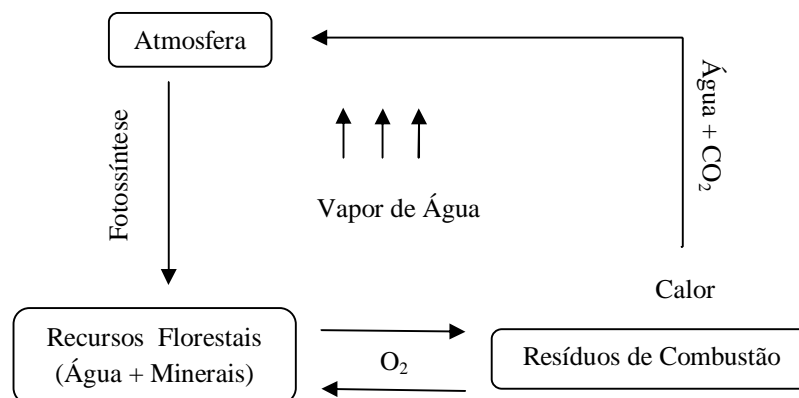 Atmosfera
Fotossíntese
Água + CO₂
Vapor de Água
Calor
Recursos Florestais
(Água + Minerais)
O₂
Resíduos de Combustão